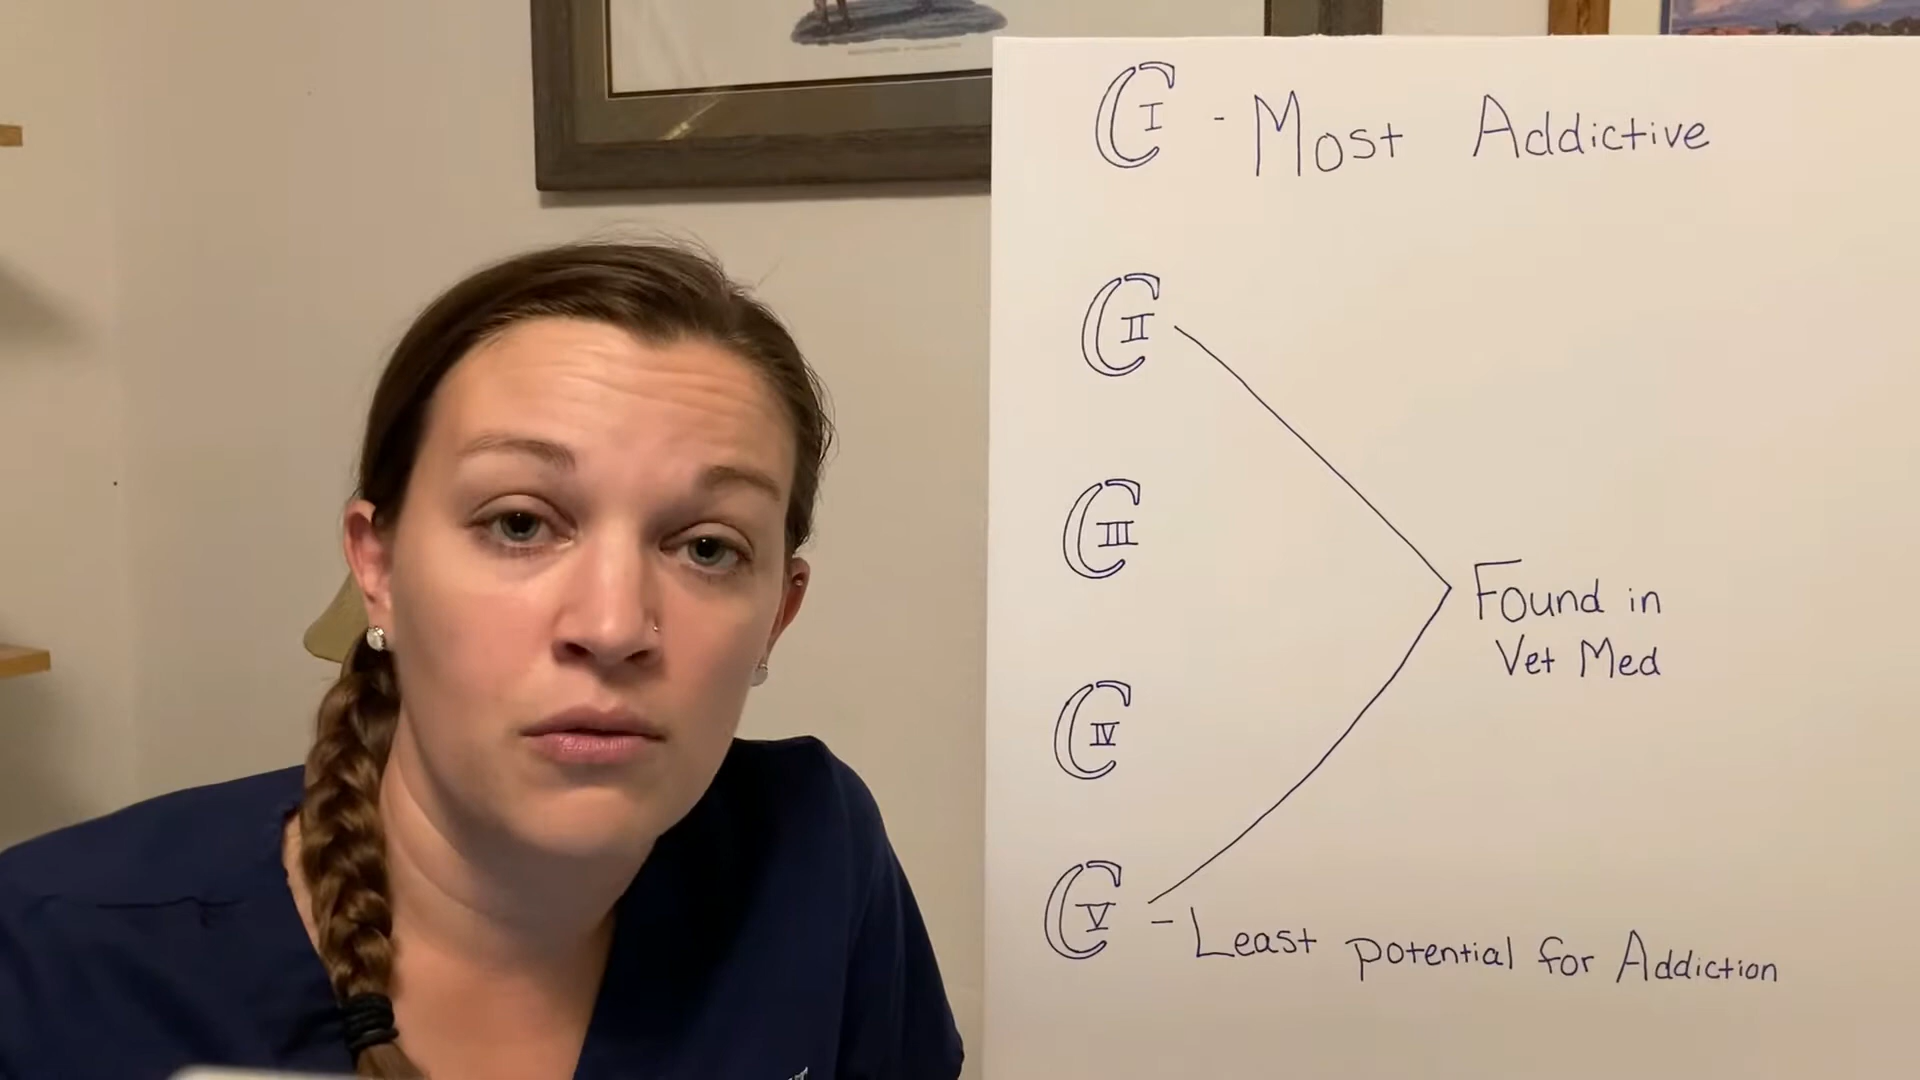 CI - Most Addictive
CII
CIII
Found in
Vet Med
CIV
CV - Least potential for Addiction